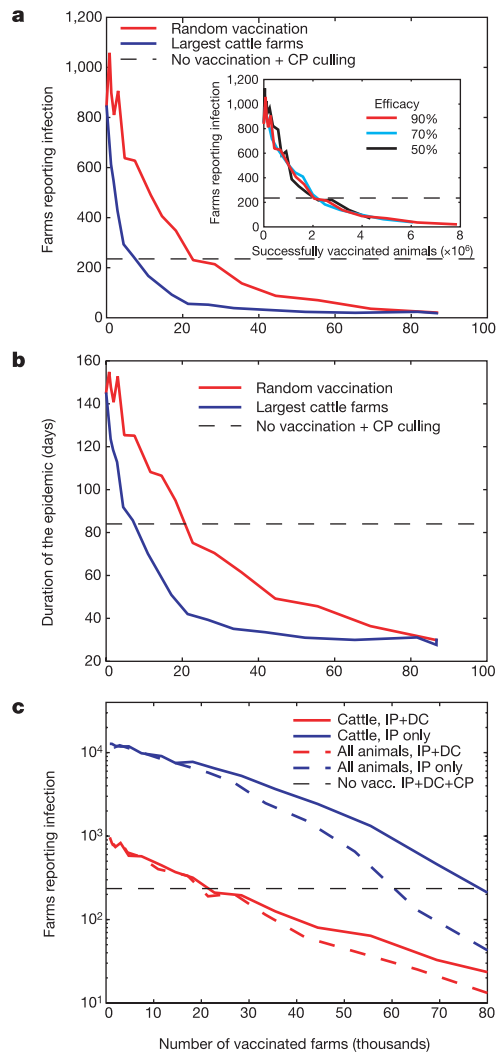 a
Random vaccination
Largest cattle farms
No vaccination + CP culling
Farms reporting infection
1,200
1,000
800
600
400
200
0
0 20 40 60 80 100
Farms reporting infection
1,200
1,000
800
600
400
200
0
Efficacy
90%
70%
50%
0 2 4 6 8
Successfully vaccinated animals (×10⁶)
b
Random vaccination
Largest cattle farms
No vaccination + CP culling
Duration of the epidemic (days)
160
140
120
100
80
60
40
20
0 20 40 60 80 100
c
Cattle, IP+DC
Cattle, IP only
All animals, IP+DC
All animals, IP only
No vacc. IP+DC+CP
Farms reporting infection
10⁴
10³
10²
10¹
0 10 20 30 40 50 60 70 80
Number of vaccinated farms (thousands)